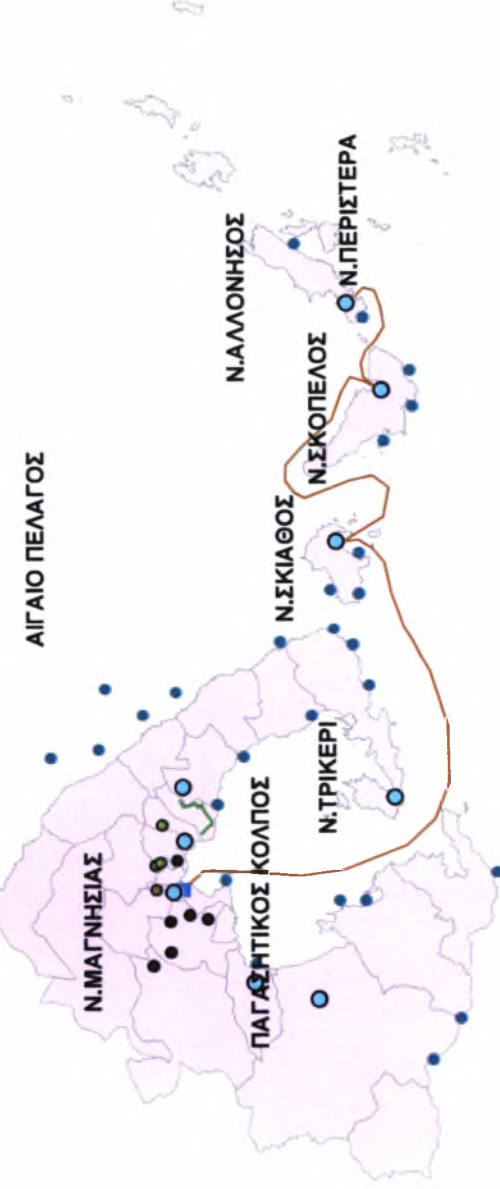 ΑΙΓΑΙΟ ΠΕΛΑΓΟΣ
Ν.ΜΑΓΝΗΣΙΑΣ
Ν.ΑΛΛΟΝΗΣΟΣ
Ν.ΣΚΙΑΘΟΣ
Ν.ΣΚΟΠΕΛΟΣ
Ν.ΠΕΡΙΣΤΕΡΑ
ΠΑΓΑΣΗΤΙΚΟΣ ΚΟΛΠΟΣ
Ν.ΤΡΙΚΕΡΙ